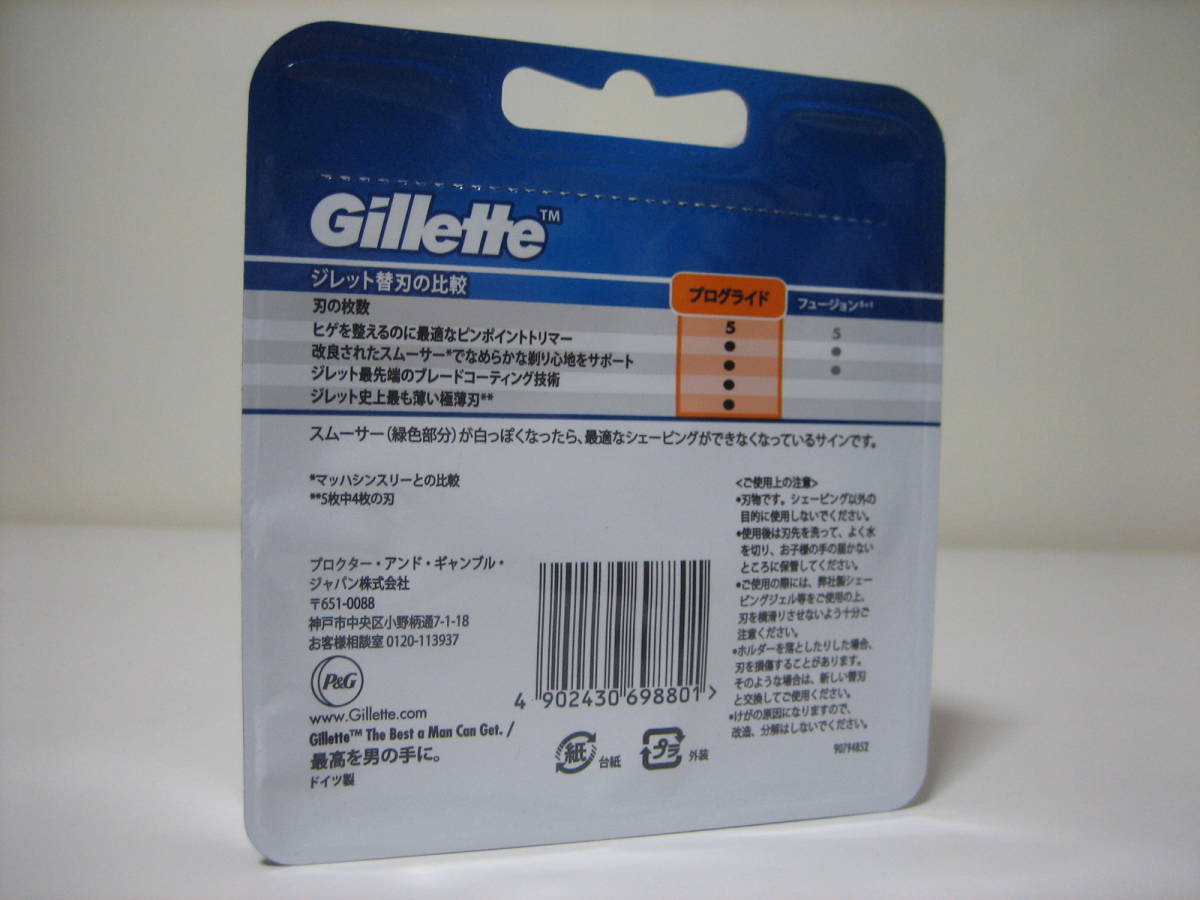 Gillette™
ジレット替刃の比較
プログライド
フュージョン5+1
刃の枚数
5
5
ヒゲを整えるのに最適なピンポイントトリマー
● ●
改良されたスムーサー*でなめらかな剃り心地をサポート
● ●
ジレット最先端のブレードコーティング技術
●
ジレット史上最も薄い極薄刃**
●
スムーサー（緑色部分）が白っぽくなったら、最適なシェービングができなくなっているサインです。
*マッハシンスリーとの比較
**5枚中4枚の刃
プロクター・アンド・ギャンブル・
ジャパン株式会社
〒651-0088
神戸市中央区小野柄通7-1-18
お客様相談室 0120-113937
P&G
www.Gillette.com
Gillette™ The Best a Man Can Get. /
最高を男の手に。
ドイツ製
4 902430 698801 >
紙 台紙
プラ 外装
<ご使用上の注意>
•刃物です。シェービング以外の
目的に使用しないでください。
•使用後は刃先を洗って、よく水
を切り、お子様の手の届かない
ところに保管してください。
•ご使用の際には、弊社製シェー
ビングジェル等をご使用の上、
刃を横滑りさせないよう十分ご
注意ください。
•ホルダーを落としたりした場合、
刃を損傷することがあります。
そのような場合は、新しい替刃
と交換してご使用ください。
•けがの原因になりますので、
改造、分解はしないでください。
90794852